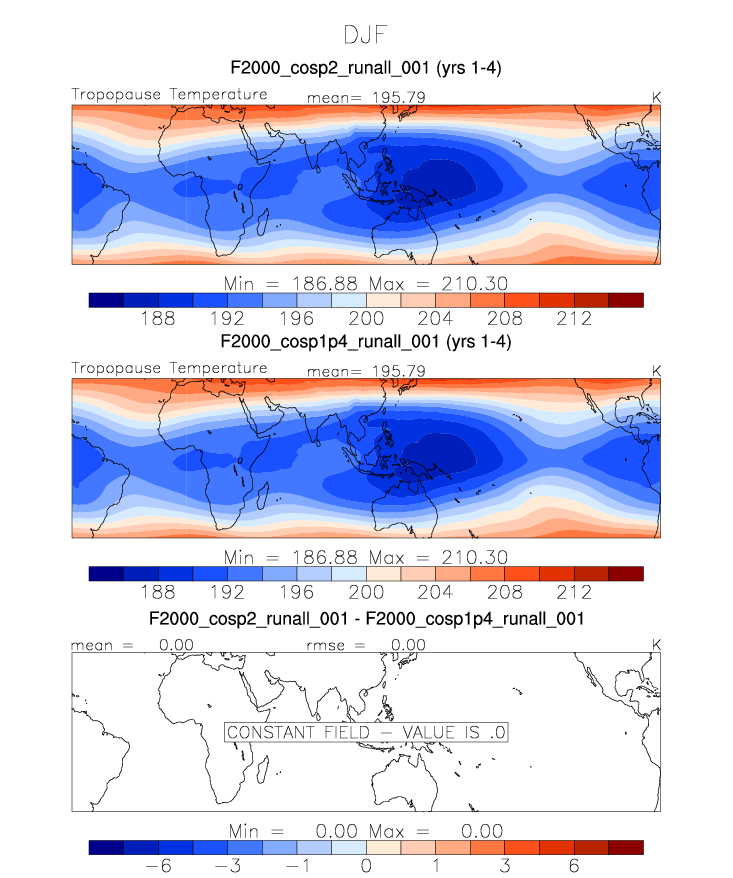 DJF
F2000_cosp2_runall_001 (yrs 1-4)
Tropopause Temperature mean= 195.79 K
Min = 186.88 Max = 210.30
188 192 196 200 204 208 212
F2000_cosp1p4_runall_001 (yrs 1-4)
Tropopause Temperature mean= 195.79 K
Min = 186.88 Max = 210.30
188 192 196 200 204 208 212
F2000_cosp2_runall_001 - F2000_cosp1p4_runall_001
mean = 0.00 rmse = 0.00 K
CONSTANT FIELD - VALUE IS .0
Min = 0.00 Max = 0.00
-6 -3 -1 0 1 3 6